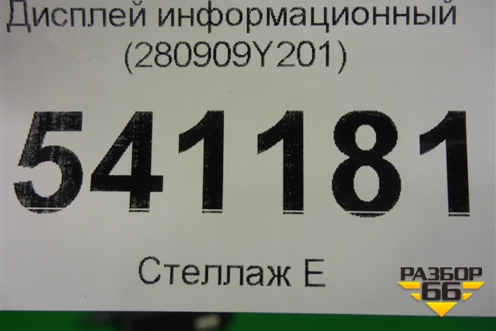 Дисплей информационный
(280909Y201)
541181
Стеллаж Е
РАЗБОР
66